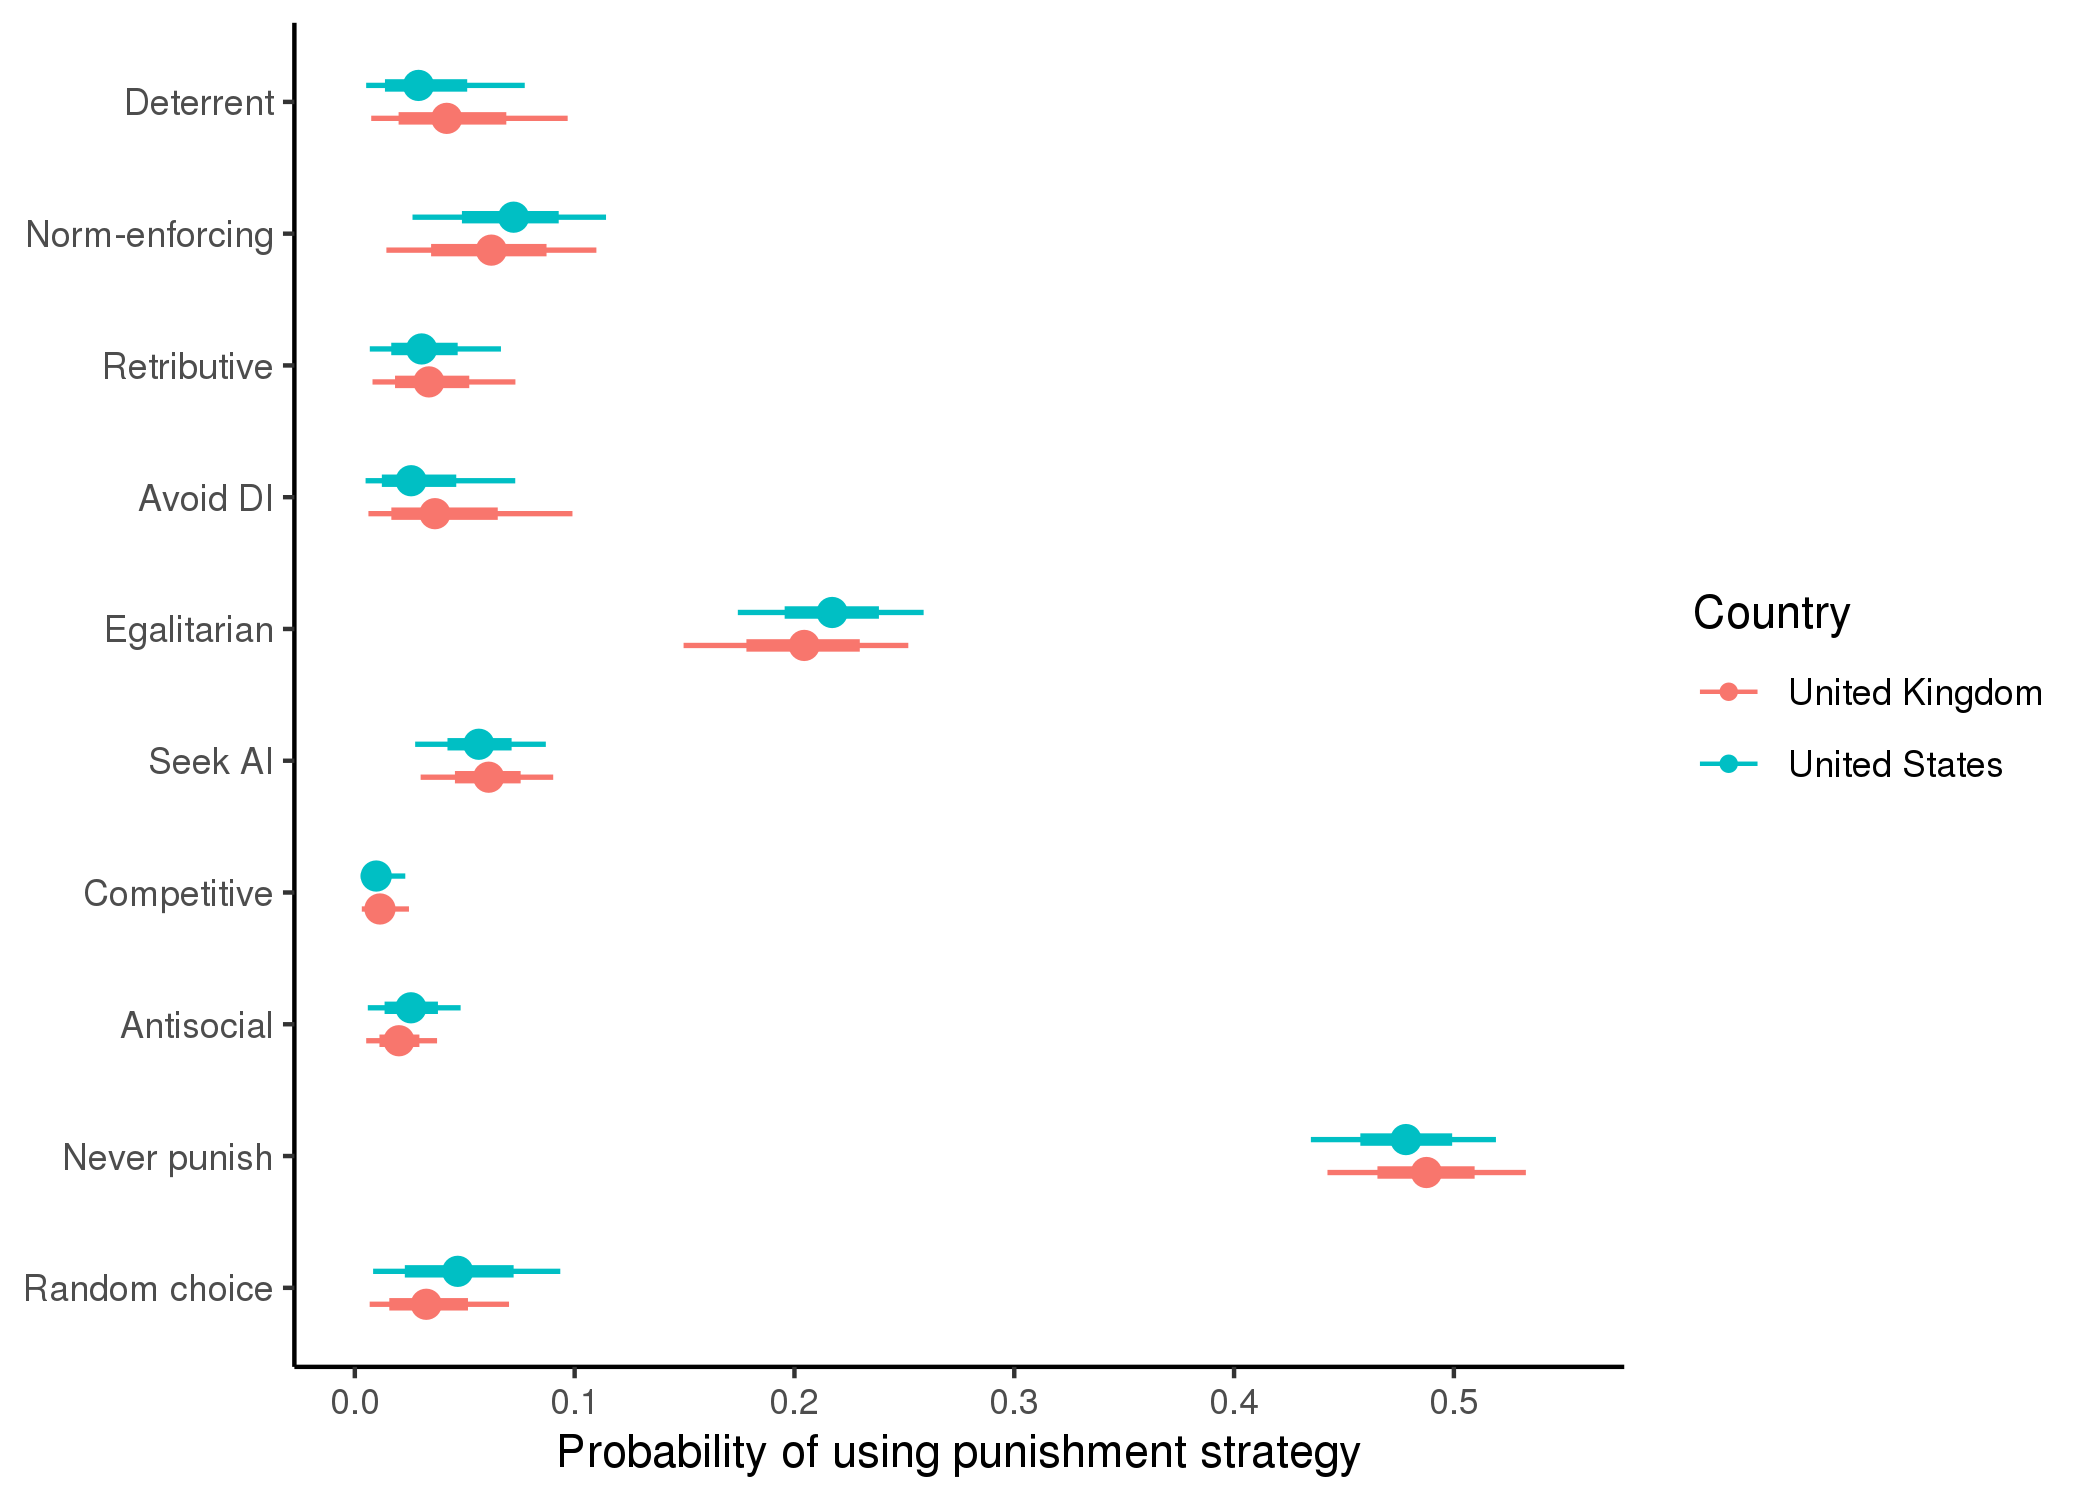 Deterrent
Norm-enforcing
Retributive
Avoid DI
Egalitarian
Seek AI
Competitive
Antisocial
Never punish
Random choice
0.0 0.1 0.2 0.3 0.4 0.5
Probability of using punishment strategy
Country
United Kingdom
United States